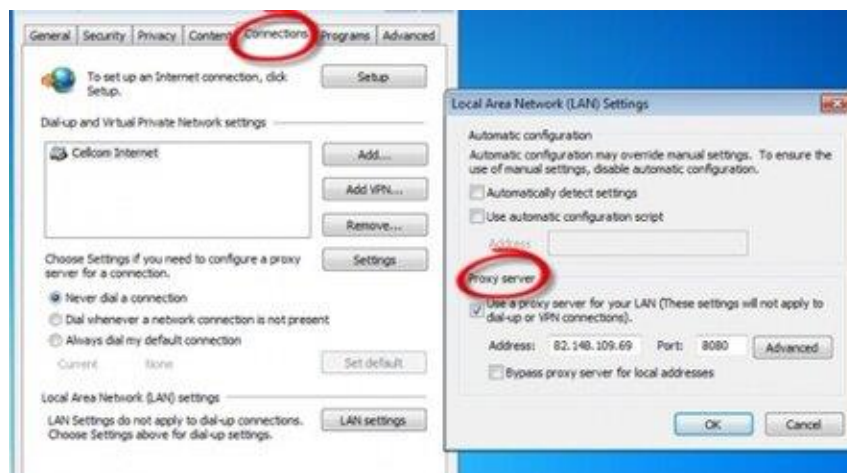 General Security Privacy Content Connections Programs Advanced
To set up an Internet connection, click
Setup.
Setup
Dial-up and Virtual Private Network settings
Cellcom Internet
Add...
Add VPN...
Remove...
Choose Settings if you need to configure a proxy
server for a connection.
Settings
Never dial a connection
Dial whenever a network connection is not present
Always dial my default connection
Current None
Set default
Local Area Network (LAN) settings
LAN Settings do not apply to dial-up connections.
Choose Settings above for dial-up settings.
LAN settings
Local Area Network (LAN) Settings
Automatic configuration
Automatic configuration may override manual settings. To ensure the
use of manual settings, disable automatic configuration.
Automatically detect settings
Use automatic configuration script
Address
Proxy server
Use a proxy server for your LAN (These settings will not apply to
dial-up or VPN connections).
Address: 82.148.109.69 Port: 8080 Advanced
Bypass proxy server for local addresses
OK Cancel